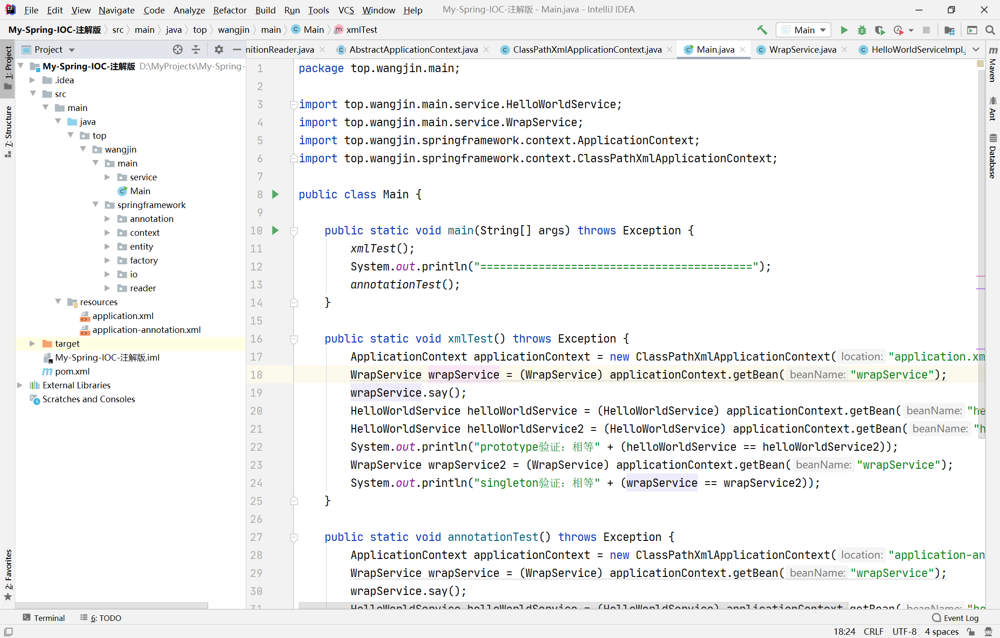 File Edit View Navigate Code Analyze Refactor Build Run Tools VCS Window Help My-Spring-IOC-注解版 - Main.java - IntelliJ IDEA
My-Spring-IOC-注解版 src main java top wangjin main Main xmlTest Main
1: Project
7: Structure
2: Favorites
Project
My-Spring-IOC-注解版 D:\MyProjects\My-Spring-
.idea
src
main
java
top
wangjin
main
service
Main
springframework
annotation
context
entity
factory
io
reader
resources
application.xml
application-annotation.xml
target
My-Spring-IOC-注解版.iml
pom.xml
External Libraries
Scratches and Consoles
nitionReader.java AbstractApplicationContext.java ClassPathXmlApplicationContext.java Main.java WrapService.java HelloWorldServiceImpl.j
1 package top.wangjin.main;
2
3 import top.wangjin.main.service.HelloWorldService;
4 import top.wangjin.main.service.WrapService;
5 import top.wangjin.springframework.context.ApplicationContext;
6 import top.wangjin.springframework.context.ClassPathXmlApplicationContext;
7
8 public class Main {
9
10 public static void main(String[] args) throws Exception {
11 xmlTest();
12 System.out.println("==========================================");
13 annotationTest();
14 }
15
16 public static void xmlTest() throws Exception {
17 ApplicationContext applicationContext = new ClassPathXmlApplicationContext( location: "application.xm
18 WrapService wrapService = (WrapService) applicationContext.getBean( beanName: "wrapService");
19 wrapService.say();
20 HelloWorldService helloWorldService = (HelloWorldService) applicationContext.getBean( beanName: "he
21 HelloWorldService helloWorldService2 = (HelloWorldService) applicationContext.getBean( beanName: "h
22 System.out.println("prototype验证：相等" + (helloWorldService == helloWorldService2));
23 WrapService wrapService2 = (WrapService) applicationContext.getBean( beanName: "wrapService");
24 System.out.println("singleton验证：相等" + (wrapService == wrapService2));
25 }
26
27 public static void annotationTest() throws Exception {
28 ApplicationContext applicationContext = new ClassPathXmlApplicationContext( location: "application-an
29 WrapService wrapService = (WrapService) applicationContext.getBean( beanName: "wrapService");
30 wrapService.say();
31 HelloWorldService helloWorldService = (HelloWorldService) applicationContext.getBean( beanName: "he
Maven
Ant
Database
Terminal 6: TODO Event Log
18:24 CRLF UTF-8 4 spaces